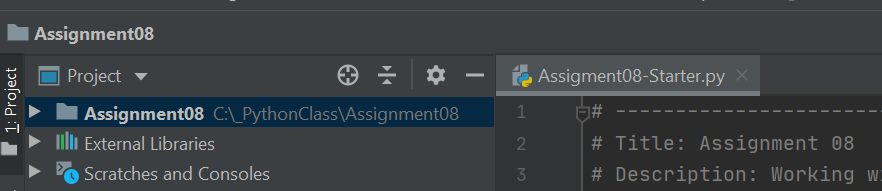 Assignment08
1: Project
Project
Assignment08 C:\_PythonClass\Assignment08
External Libraries
Scratches and Consoles
Assigment08-Starter.py
1 # -------------------------
2 # Title: Assignment 08
3 # Description: Working w